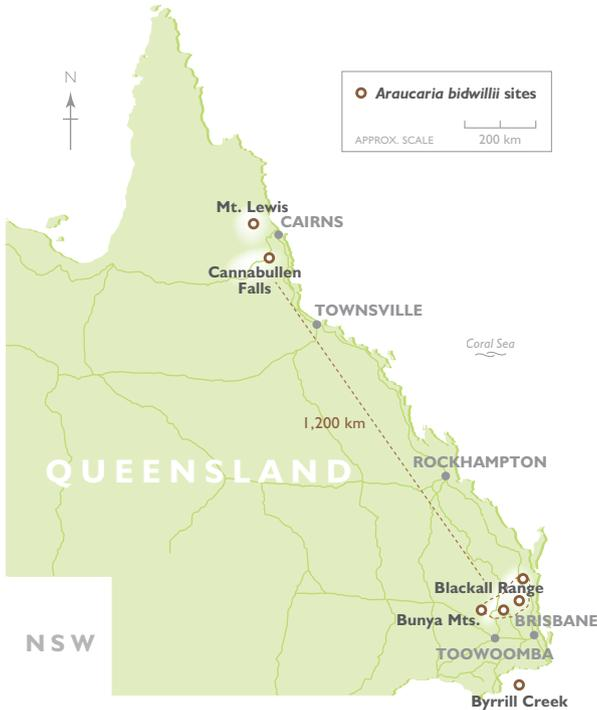 N
Araucaria bidwillii sites
APPROX. SCALE
200 km
Mt. Lewis
CAIRNS
Cannabullen
Falls
TOWNSVILLE
Coral Sea
1,200 km
ROCKHAMPTON
QUEENSLAND
Blackall Range
Bunya Mts.
BRISBANE
NSW
TOOWOOMBA
Byrrill Creek